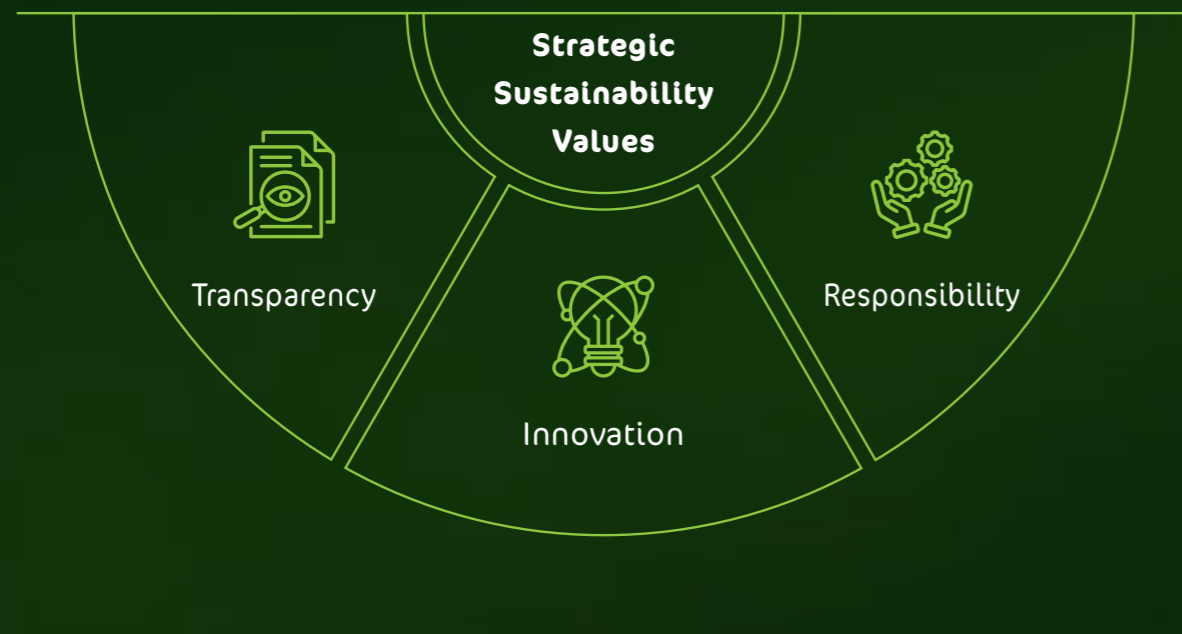 Strategic
Sustainability
Values
Transparency
Innovation
Responsibility